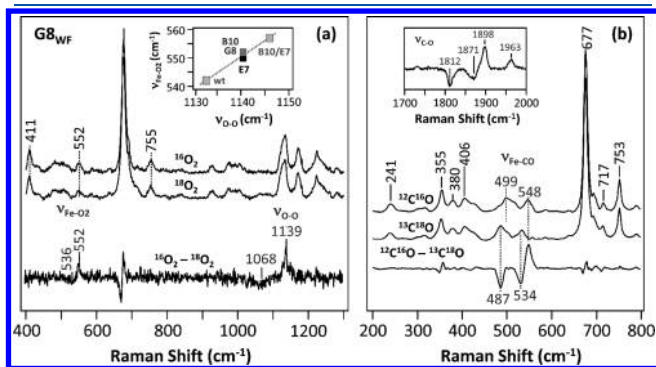 G8WF
(a)
νFe-O2 (cm-1)
560
550
540
B10
G8
E7
B10/E7
wt
1130 1140 1150
νO-O (cm-1)
411
552
755
16O2
18O2
νFe-O2
νO-O
536
552
1139
16O2 – 18O2
1068
400 600 800 1000 1200
Raman Shift (cm-1)
(b)
677
νC-O
1898
1871
1963
1812
1700 1800 1900 2000
Raman Shift (cm-1)
241
355
380
406
νFe-CO
499
548
717
753
12C16O
13C18O
12C16O – 13C18O
487
534
200 300 400 500 600 700 800
Raman Shift (cm-1)